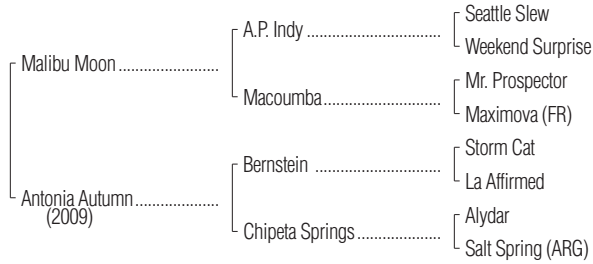 Seattle Slew
A.P. Indy
Weekend Surprise
Malibu Moon
Mr. Prospector
Macoumba
Maximova (FR)
Storm Cat
Bernstein
La Affirmed
Antonia Autumn
(2009)
Alydar
Chipeta Springs
Salt Spring (ARG)